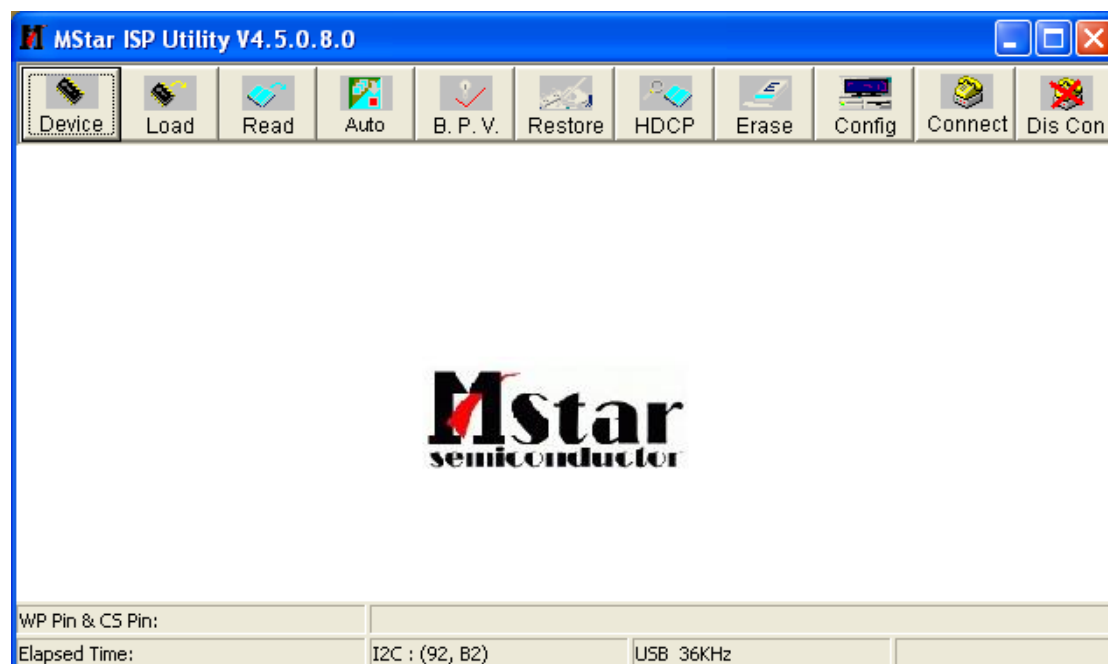 MStar ISP Utility V4.5.0.8.0
Device Load Read Auto B. P. V. Restore HDCP Erase Config Connect Dis Con
MStar
semiconductor
WP Pin & CS Pin:
Elapsed Time: I2C : (92, B2) USB 36KHz